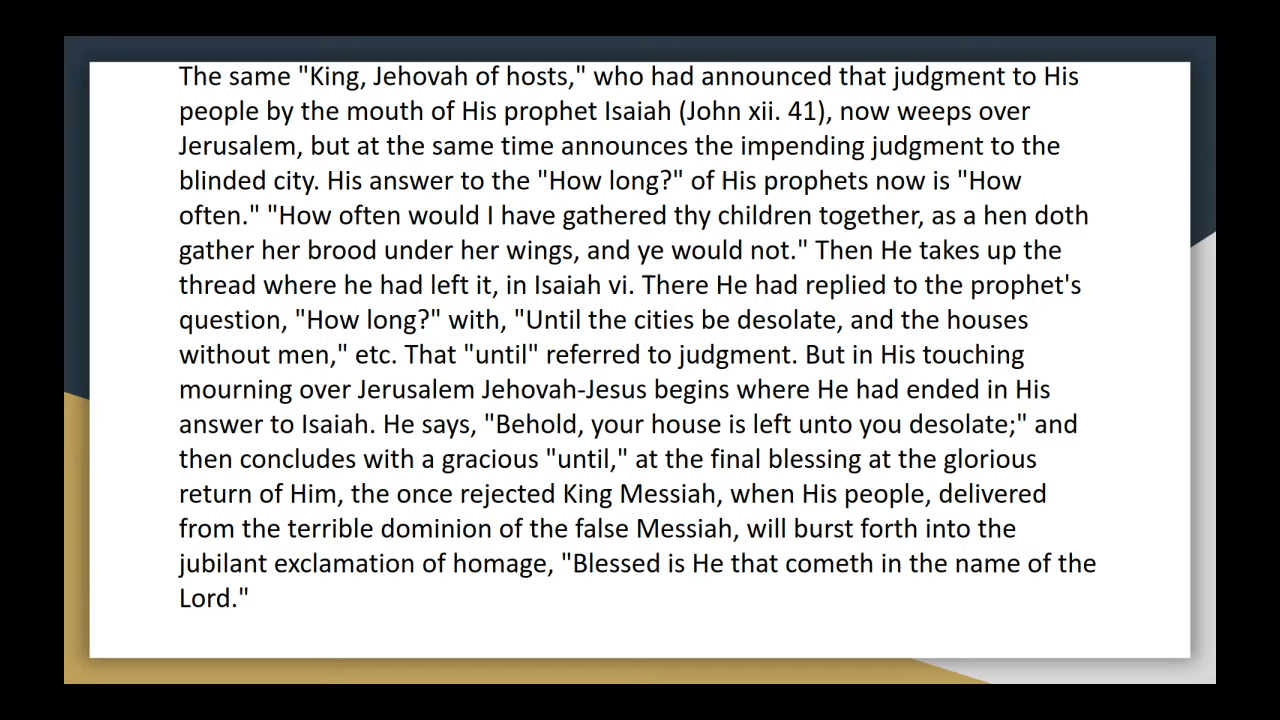 The same "King, Jehovah of hosts," who had announced that judgment to His
people by the mouth of His prophet Isaiah (John xii. 41), now weeps over
Jerusalem, but at the same time announces the impending judgment to the
blinded city. His answer to the "How long?" of His prophets now is "How
often." "How often would I have gathered thy children together, as a hen doth
gather her brood under her wings, and ye would not." Then He takes up the
thread where he had left it, in Isaiah vi. There He had replied to the prophet's
question, "How long?" with, "Until the cities be desolate, and the houses
without men," etc. That "until" referred to judgment. But in His touching
mourning over Jerusalem Jehovah-Jesus begins where He had ended in His
answer to Isaiah. He says, "Behold, your house is left unto you desolate;" and
then concludes with a gracious "until," at the final blessing at the glorious
return of Him, the once rejected King Messiah, when His people, delivered
from the terrible dominion of the false Messiah, will burst forth into the
jubilant exclamation of homage, "Blessed is He that cometh in the name of the
Lord."